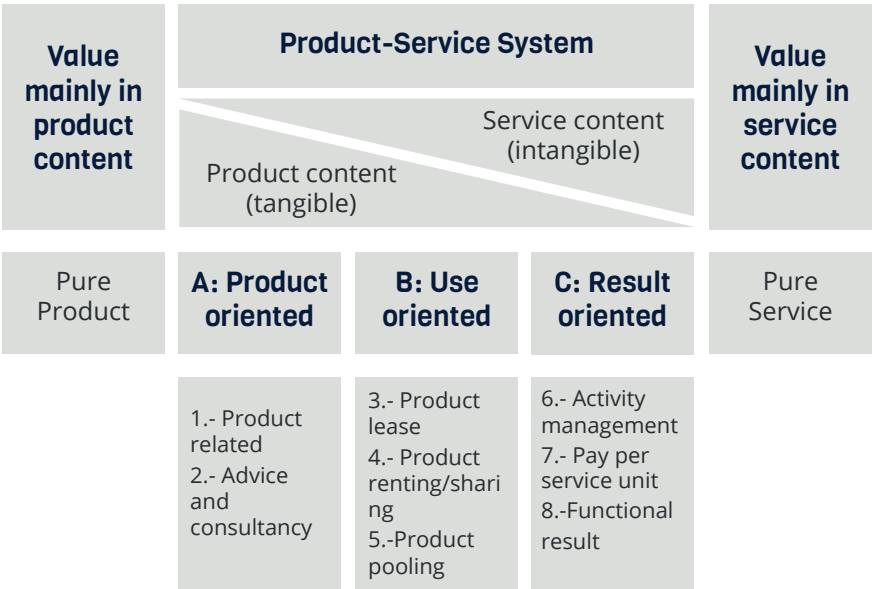 Value
mainly in
product
content
Product-Service System
Service content
(intangible)
Product content
(tangible)
Value
mainly in
service
content
Pure
Product
A: Product
oriented
B: Use
oriented
C: Result
oriented
Pure
Service
1.- Product
related
2.- Advice
and
consultancy
3.- Product
lease
4.- Product
renting/shari
ng
5.-Product
pooling
6.- Activity
management
7.- Pay per
service unit
8.-Functional
result